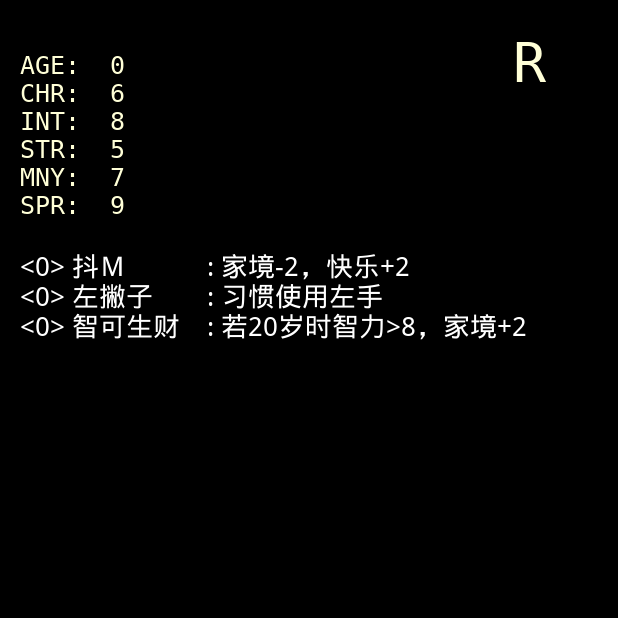 R
AGE: 0
CHR: 6
INT: 8
STR: 5
MNY: 7
SPR: 9
<0> 抖M : 家境-2，快乐+2
<0> 左撇子 : 习惯使用左手
<0> 智可生财 : 若20岁时智力>8，家境+2